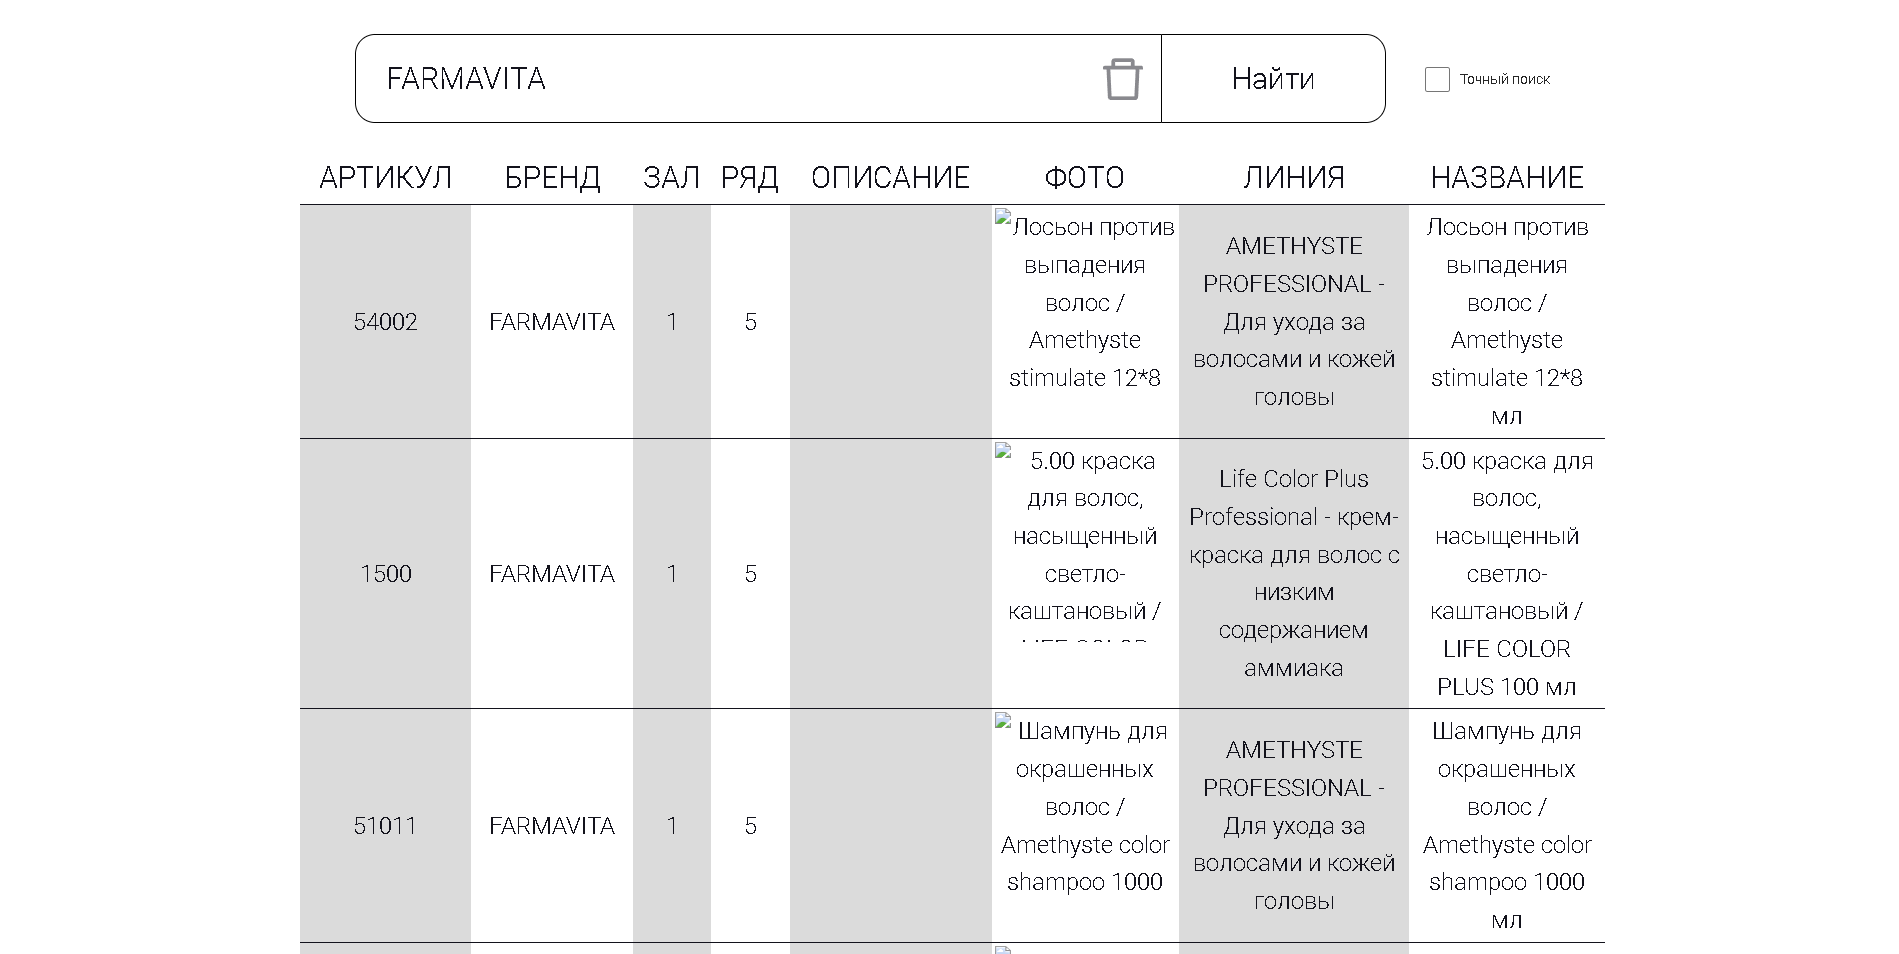 FARMAVITA
Найти
Точный поиск
АРТИКУЛ БРЕНД ЗАЛ РЯД ОПИСАНИЕ ФОТО ЛИНИЯ НАЗВАНИЕ
54002
FARMAVITA
1
5
Лосьон против
выпадения
волос /
Amethyste
stimulate 12*8
AMETHYSTE
PROFESSIONAL -
Для ухода за
волосами и кожей
головы
Лосьон против
выпадения
волос /
Amethyste
stimulate 12*8
мл
1500
FARMAVITA
1
5
5.00 краска
для волос,
насыщенный
светло-
каштановый /
LIFE COLOR
Life Color Plus
Professional - крем-
краска для волос с
низким
содержанием
аммиака
5.00 краска для
волос,
насыщенный
светло-
каштановый /
LIFE COLOR
PLUS 100 мл
51011
FARMAVITA
1
5
Шампунь для
окрашенных
волос /
Amethyste color
shampoo 1000
AMETHYSTE
PROFESSIONAL -
Для ухода за
волосами и кожей
головы
Шампунь для
окрашенных
волос /
Amethyste color
shampoo 1000
мл